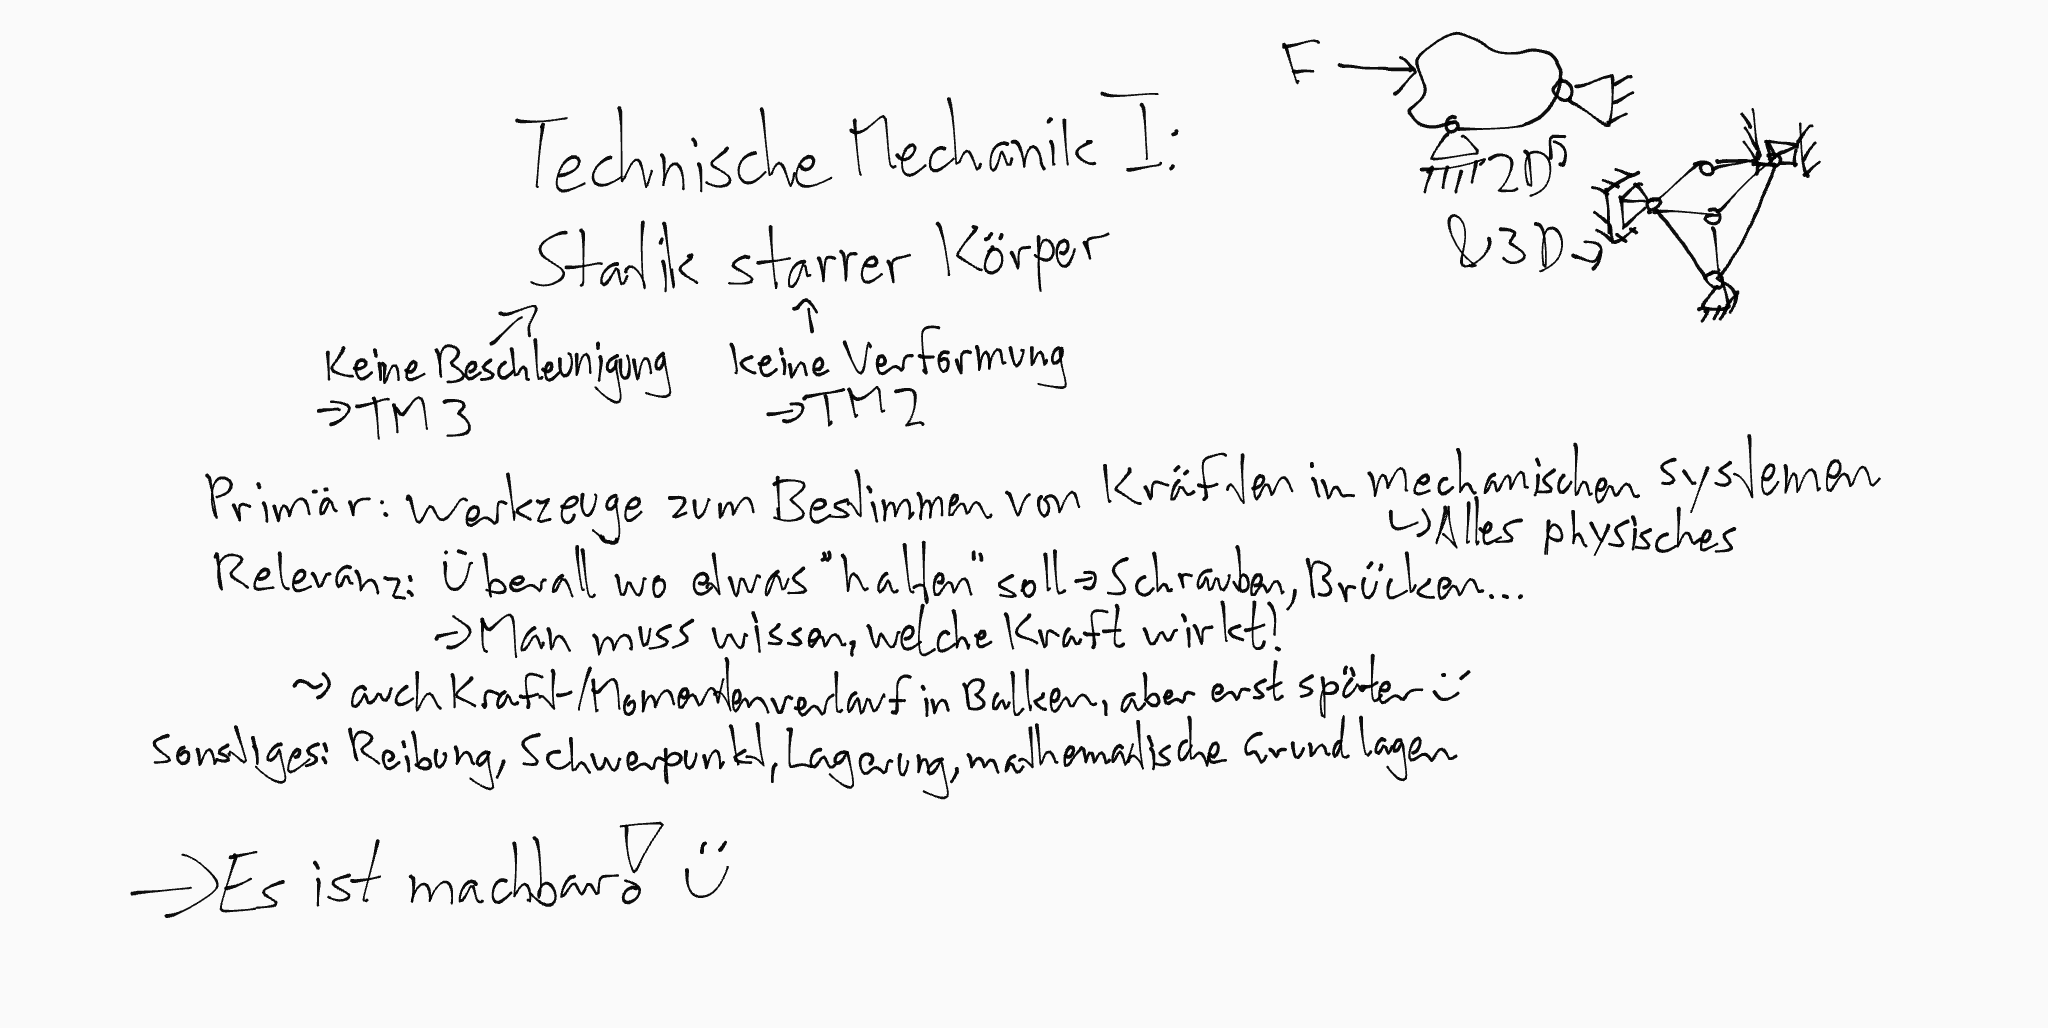 F →
Technische Mechanik I:
2D
Statik starrer Körper
& 3D →
Keine Beschleunigung keine Verformung
→ TM 3 → TM 2
Primär: Werkzeuge zum Bestimmen von Kräften in mechanischen Systemen
↳ Alles physisches
Relevanz: Überall wo etwas "halten" soll → Schrauben, Brücken...
→ Man muss wissen, welche Kraft wirkt!
~> auch Kraft-/Momentenverlauf in Balken, aber erst später :)
Sonstiges: Reibung, Schwerpunkt, Lagerung, mathematische Grundlagen
→ Es ist machbar! :)